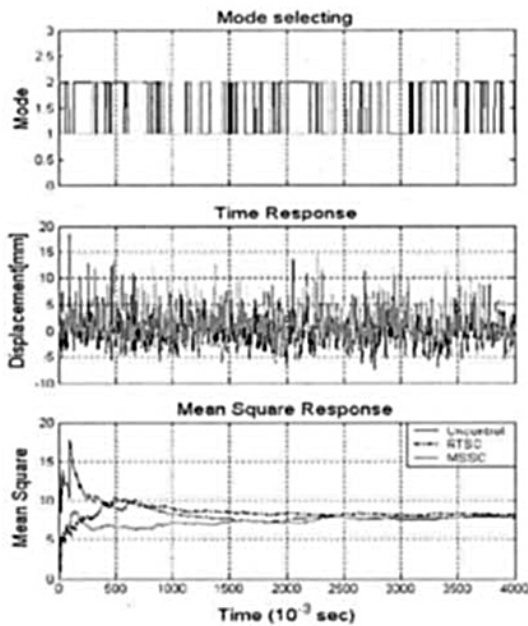 Mode selecting
3
2.5
2
1.5
1
0.5
0
Mode
Time Response
20
15
10
5
0
-5
-10
Displacement[mm]
Mean Square Response
20
15
10
5
0
Mean Square
Uncontrol
RTSC
MSSC
0 500 1000 1500 2000 2500 3000 3500 4000
Time (10⁻³ sec)